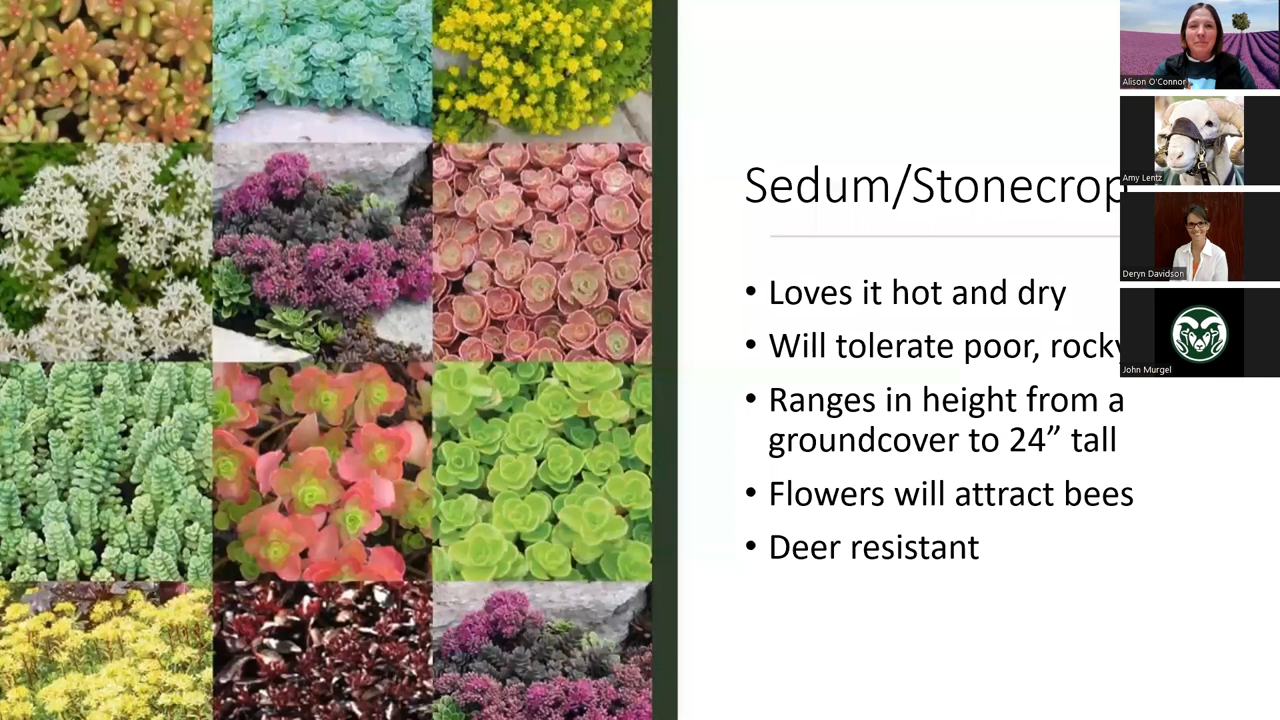 Sedum/Stonecrop
• Loves it hot and dry
• Will tolerate poor, rocky
• Ranges in height from a
groundcover to 24” tall
• Flowers will attract bees
• Deer resistant
Alison O'Connor
Amy Lentz
Deryn Davidson
John Murgel